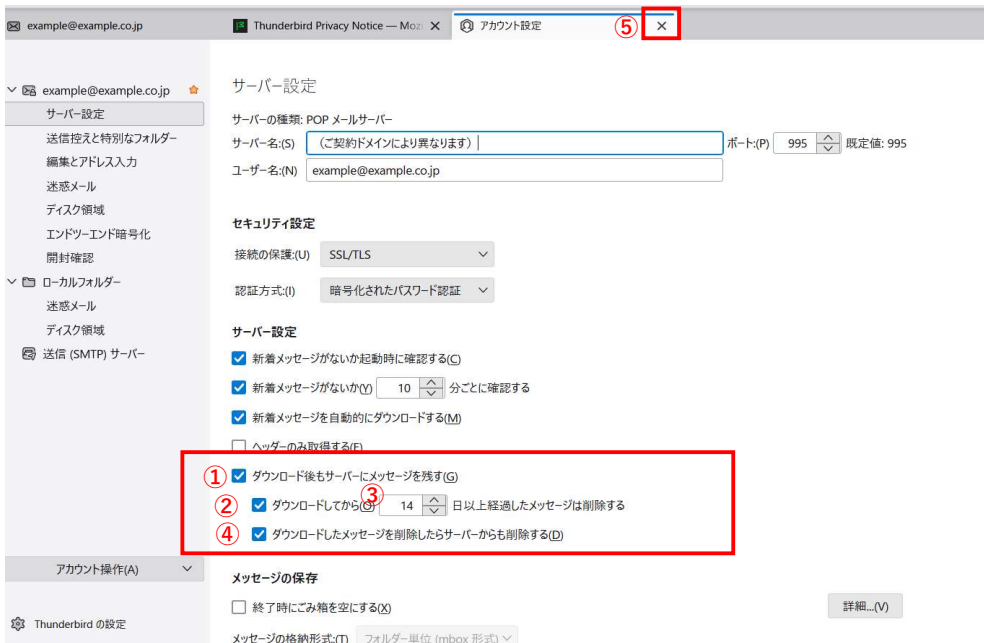 example@example.co.jp
Thunderbird Privacy Notice — Mozi
アカウント設定
⑤
example@example.co.jp
サーバー設定
送信控えと特別なフォルダー
編集とアドレス入力
迷惑メール
ディスク領域
エンドツーエンド暗号化
開封確認
ローカルフォルダー
迷惑メール
ディスク領域
送信 (SMTP) サーバー
アカウント操作(A)
Thunderbird の設定
サーバー設定
サーバーの種類: POP メールサーバー
サーバー名:(S) （ご契約ドメインにより異なります） ポート:(P) 995 既定値: 995
ユーザー名:(N) example@example.co.jp
セキュリティ設定
接続の保護:(U) SSL/TLS
認証方式:(I) 暗号化されたパスワード認証
サーバー設定
新着メッセージがないか起動時に確認する(C)
新着メッセージがないか(Y) 10 分ごとに確認する
新着メッセージを自動的にダウンロードする(M)
ヘッダーのみ取得する(F)
① ダウンロード後もサーバーにメッセージを残す(G)
② ダウンロードしてから(O) ③ 14 日以上経過したメッセージは削除する
④ ダウンロードしたメッセージを削除したらサーバーからも削除する(D)
メッセージの保存
終了時にごみ箱を空にする(X)
詳細...(V)
メッセージの格納形式:(T) フォルダー単位 (mbox 形式)